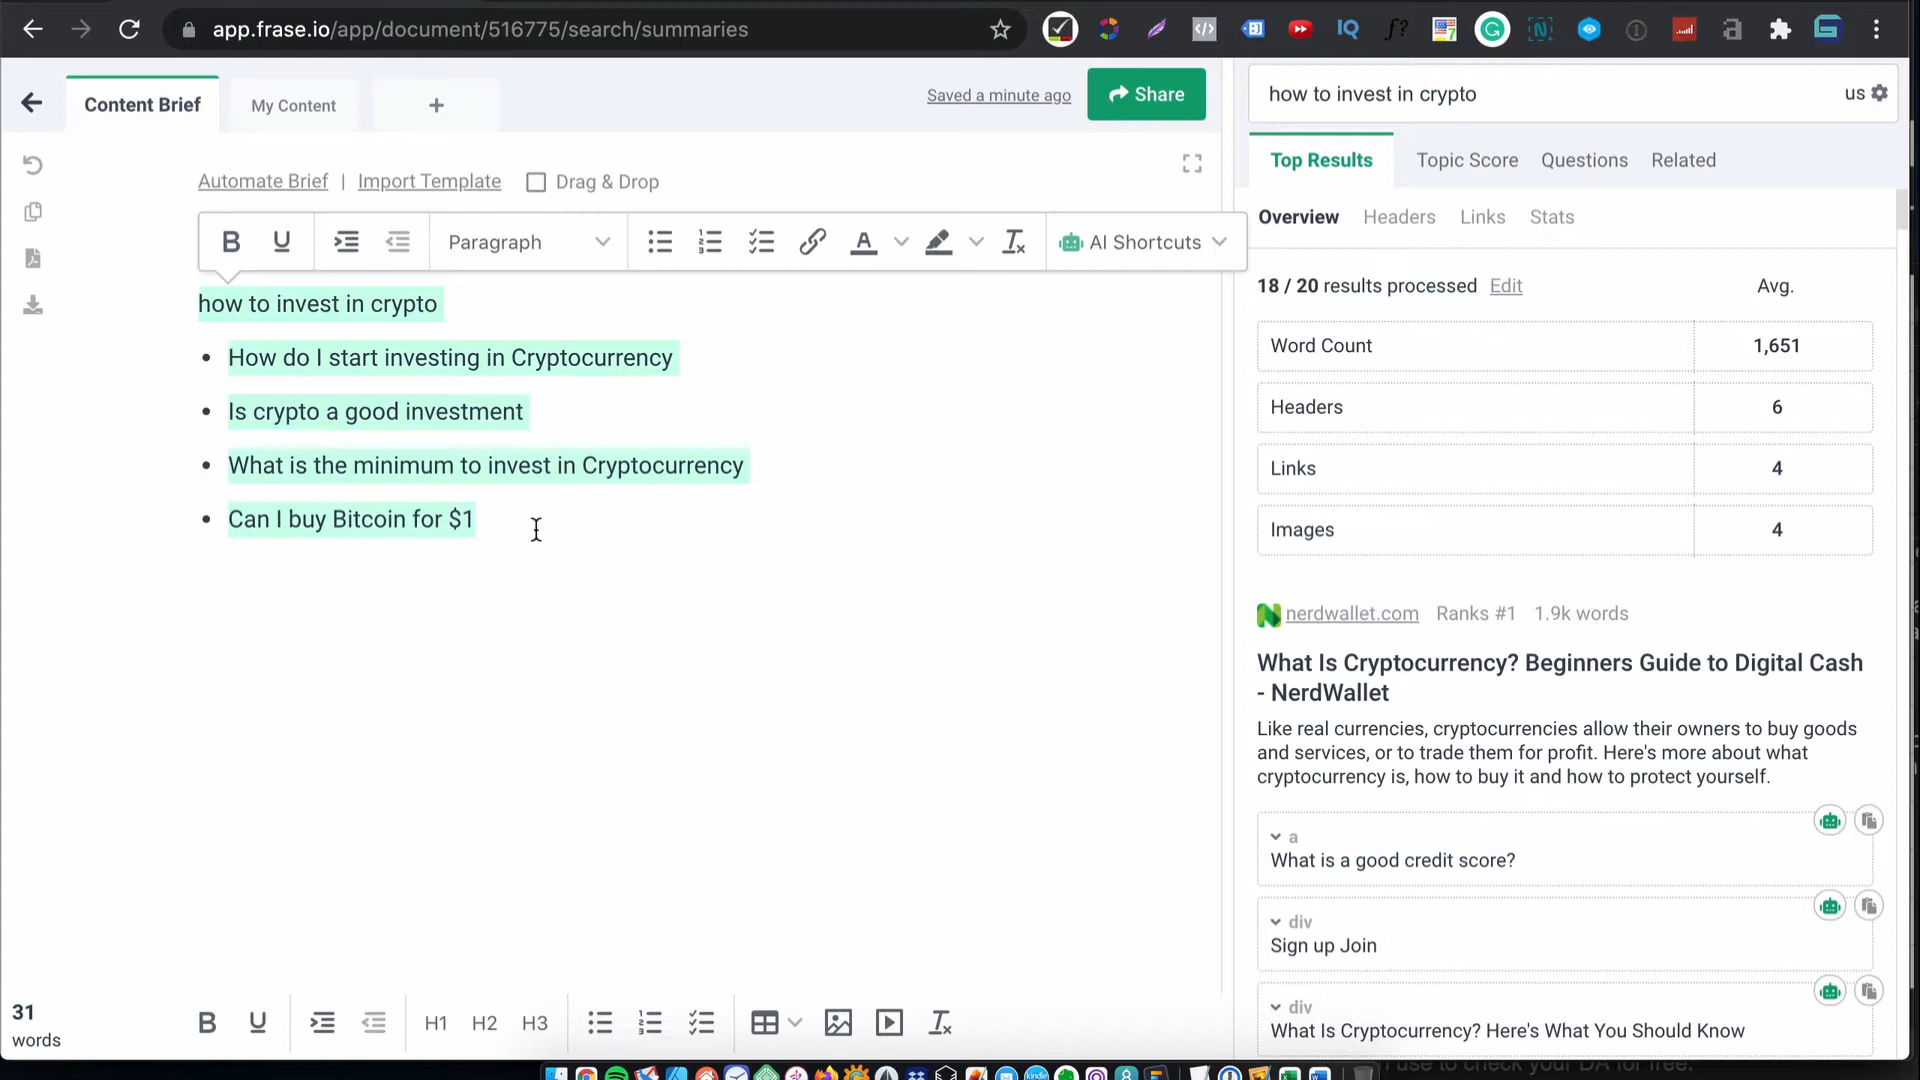 app.frase.io/app/document/516775/search/summaries
Content Brief
My Content
+
Saved a minute ago
Share
how to invest in crypto
us
Top Results
Topic Score
Questions
Related
Automate Brief | Import Template
Drag & Drop
Overview
Headers
Links
Stats
B
U
Paragraph
A
AI Shortcuts
how to invest in crypto
• How do I start investing in Cryptocurrency
• Is crypto a good investment
• What is the minimum to invest in Cryptocurrency
• Can I buy Bitcoin for $1
18 / 20 results processed Edit
Avg.
Word Count 1,651
Headers 6
Links 4
Images 4
nerdwallet.com Ranks #1 1.9k words
What Is Cryptocurrency? Beginners Guide to Digital Cash
- NerdWallet
Like real currencies, cryptocurrencies allow their owners to buy goods
and services, or to trade them for profit. Here's more about what
cryptocurrency is, how to buy it and how to protect yourself.
a
What is a good credit score?
div
Sign up Join
div
What Is Cryptocurrency? Here's What You Should Know
31
words
B
U
H1
H2
H3
use to check your DA for free.